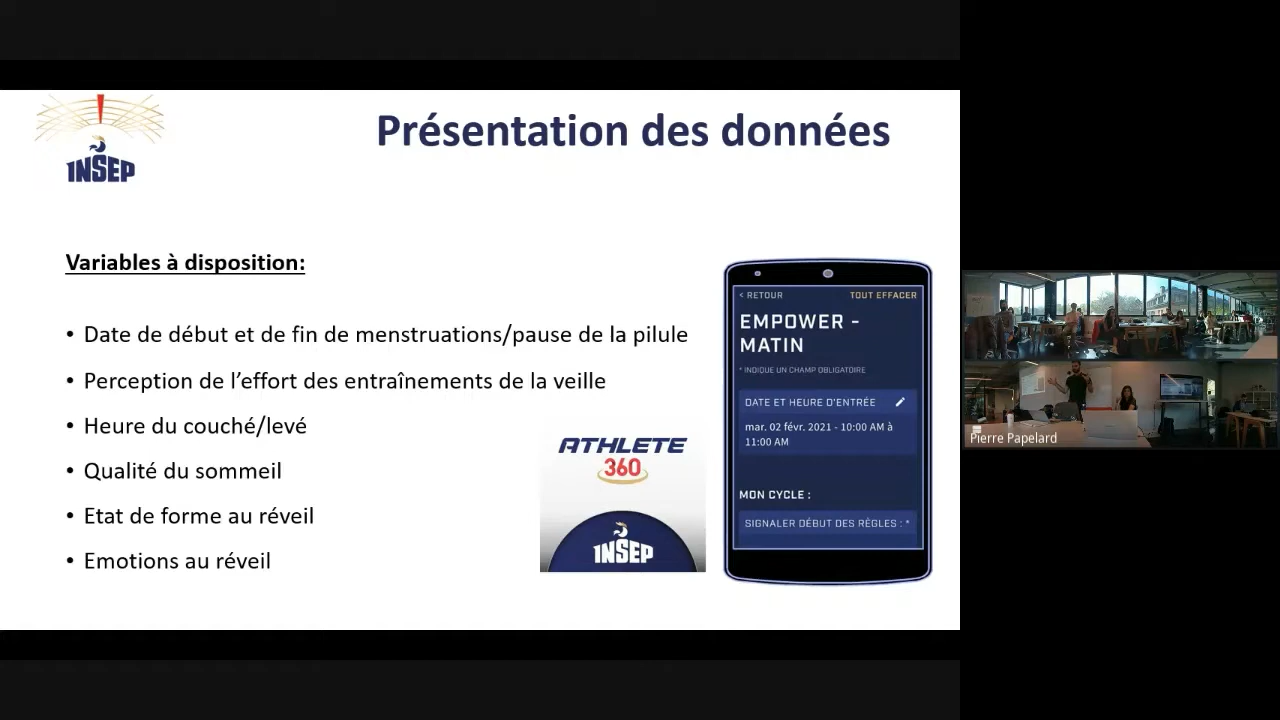 INSEP
Présentation des données
Variables à disposition:
• Date de début et de fin de menstruations/pause de la pilule
• Perception de l’effort des entraînements de la veille
• Heure du couché/levé
• Qualité du sommeil
• Etat de forme au réveil
• Emotions au réveil
ATHLETE
360
INSEP
< RETOUR TOUT EFFACER
EMPOWER -
MATIN
* INDIQUE UN CHAMP OBLIGATOIRE
DATE ET HEURE D'ENTRÉE
mar. 02 févr. 2021 - 10:00 AM à
11:00 AM
MON CYCLE :
SIGNALER DÉBUT DES RÈGLES : *
Pierre Papelard